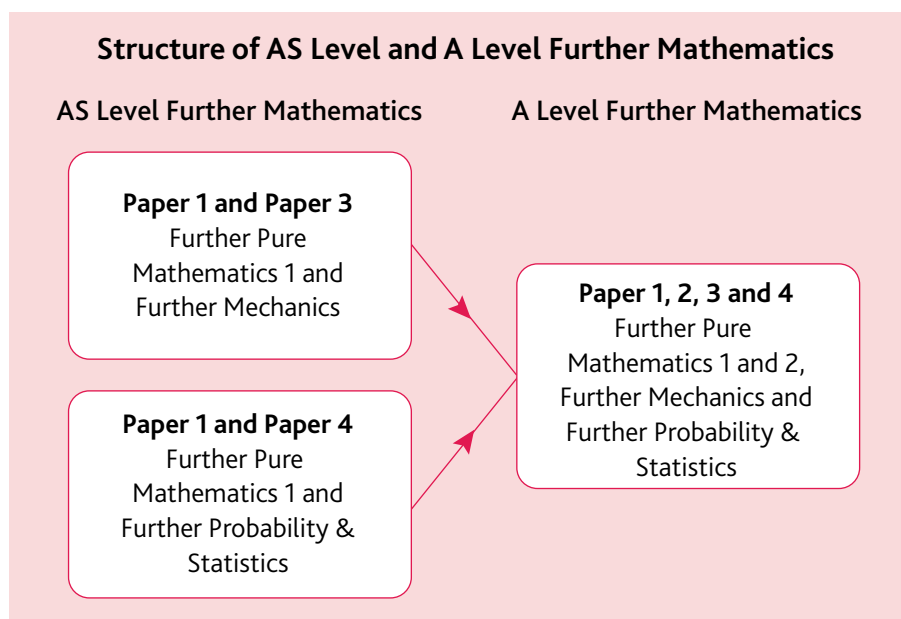 Structure of AS Level and A Level Further Mathematics
AS Level Further Mathematics
A Level Further Mathematics
Paper 1 and Paper 3
Further Pure
Mathematics 1 and
Further Mechanics
Paper 1 and Paper 4
Further Pure
Mathematics 1 and
Further Probability &
Statistics
Paper 1, 2, 3 and 4
Further Pure
Mathematics 1 and 2,
Further Mechanics and
Further Probability &
Statistics